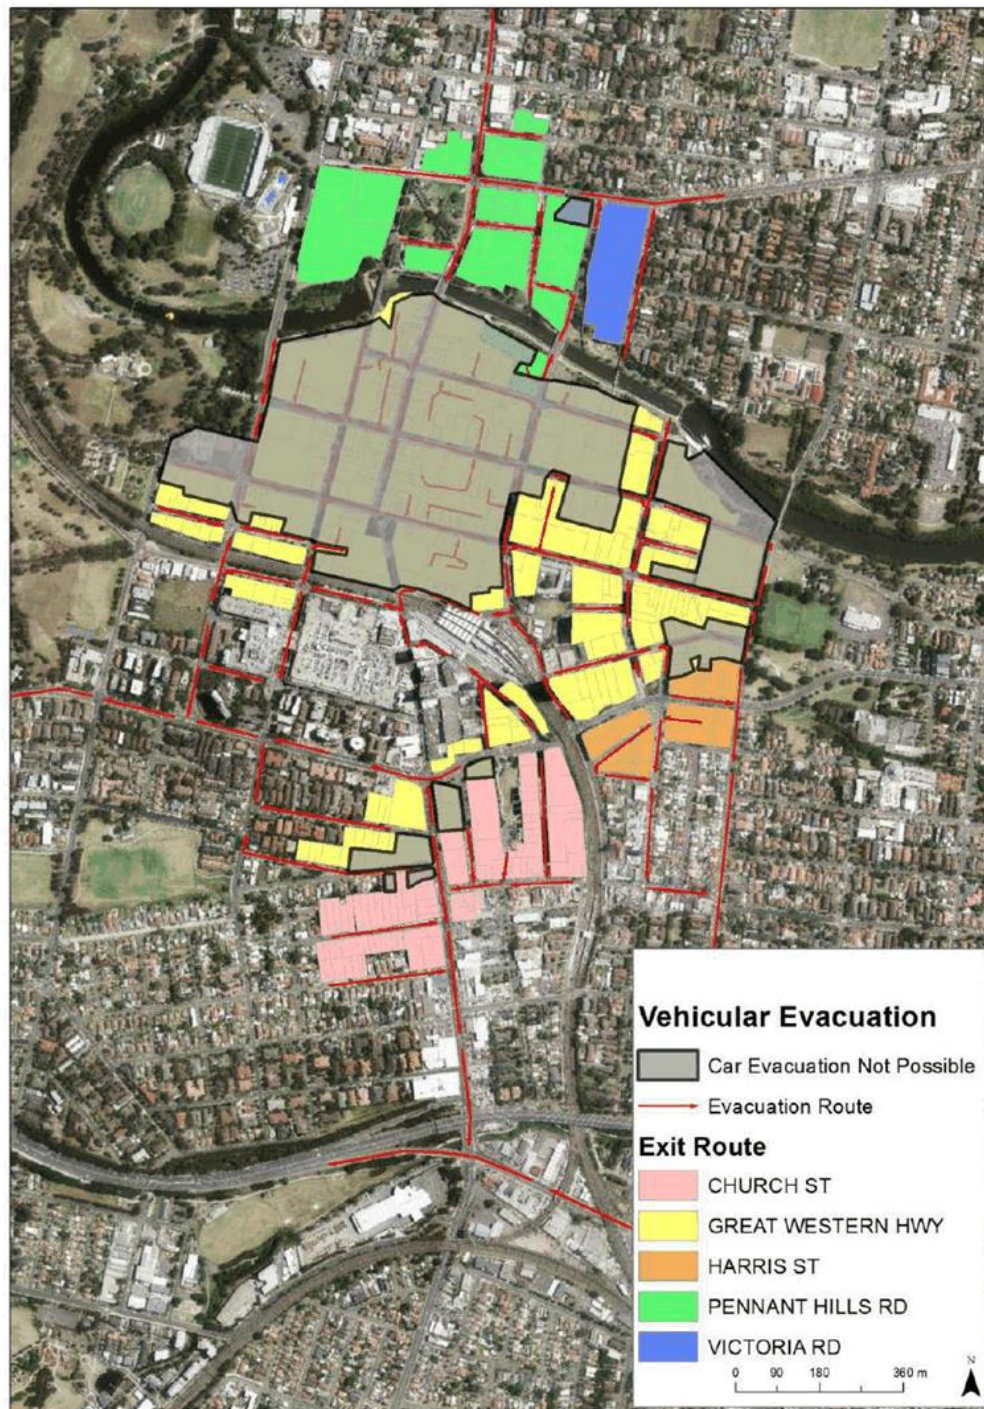 Vehicular Evacuation
Car Evacuation Not Possible
Evacuation Route
Exit Route
CHURCH ST
GREAT WESTERN HWY
HARRIS ST
PENNANT HILLS RD
VICTORIA RD
N
0 90 180 360 m